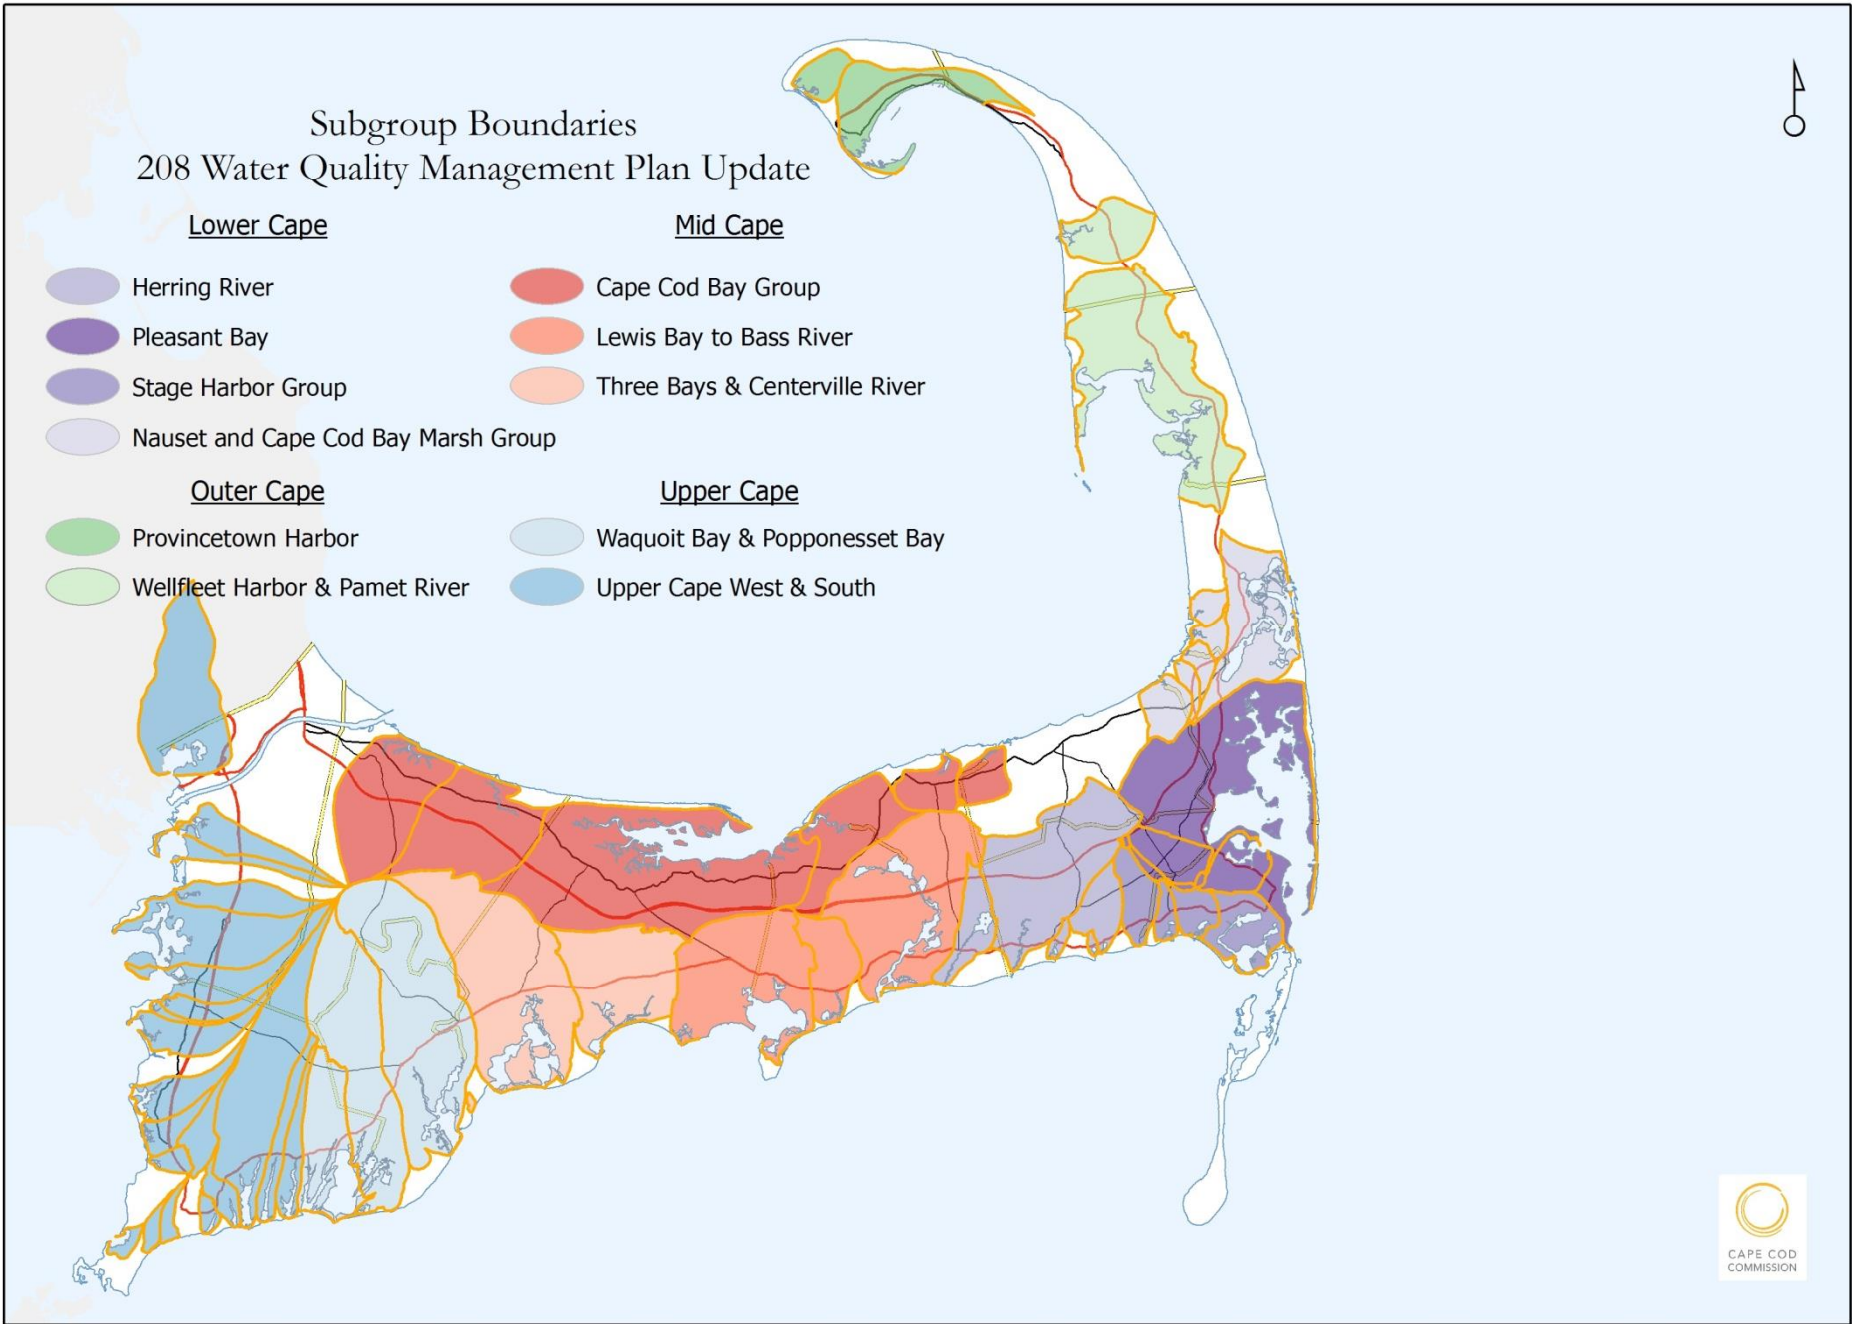 Subgroup Boundaries
208 Water Quality Management Plan Update
Lower Cape
Herring River
Pleasant Bay
Stage Harbor Group
Nauset and Cape Cod Bay Marsh Group
Mid Cape
Cape Cod Bay Group
Lewis Bay to Bass River
Three Bays & Centerville River
Outer Cape
Provincetown Harbor
Wellfleet Harbor & Pamet River
Upper Cape
Waquoit Bay & Popponesset Bay
Upper Cape West & South
CAPE COD
COMMISSION